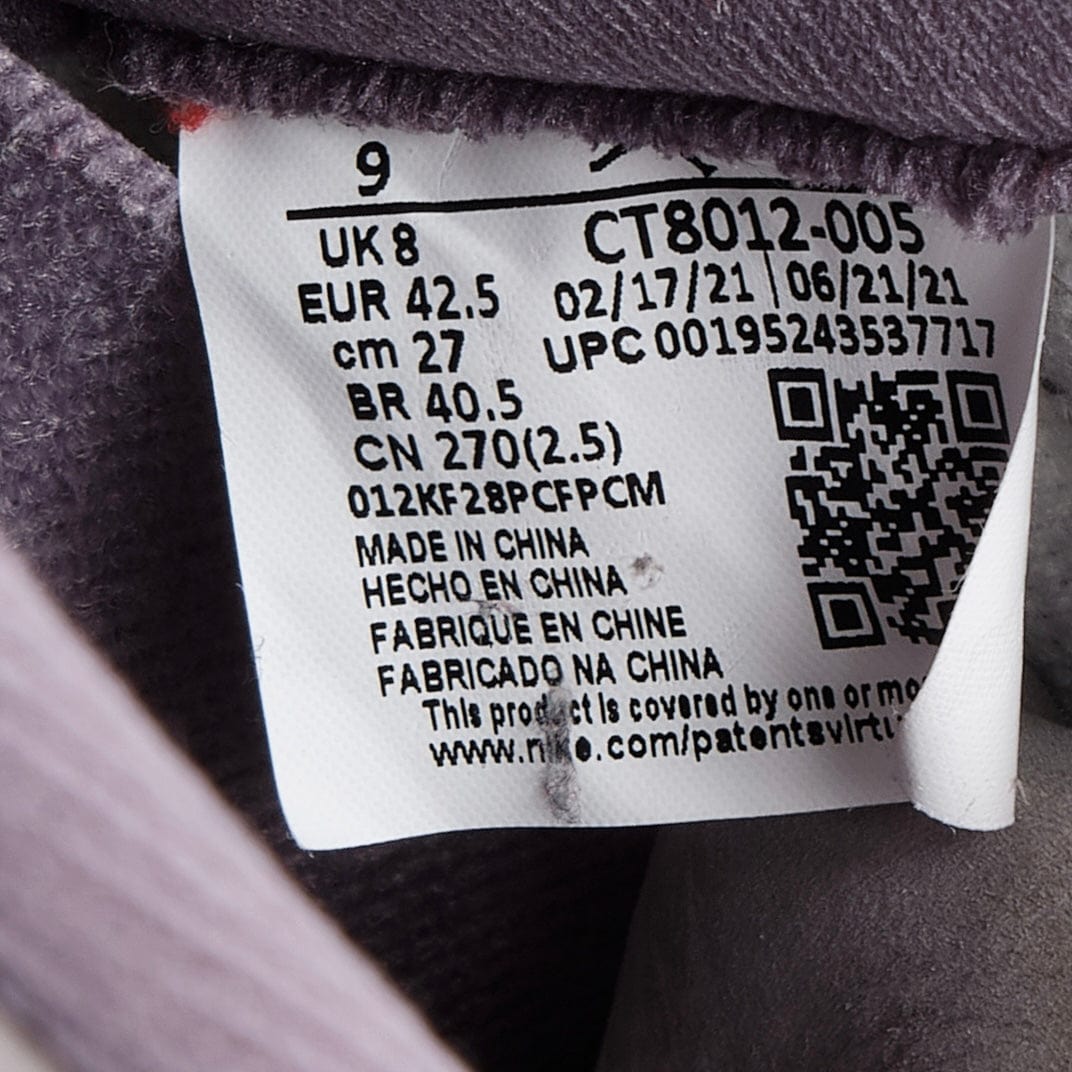 9
UK 8
EUR 42.5
cm 27
BR 40.5
CN 270(2.5)
012KF28PCFPCM
CT8012-005
02/17/21 | 06/21/21
UPC 00195243537717
MADE IN CHINA
HECHO EN CHINA
FABRIQUE EN CHINE
FABRICADO NA CHINA
This product is covered by one or mo
www.nike.com/patentsvirtu